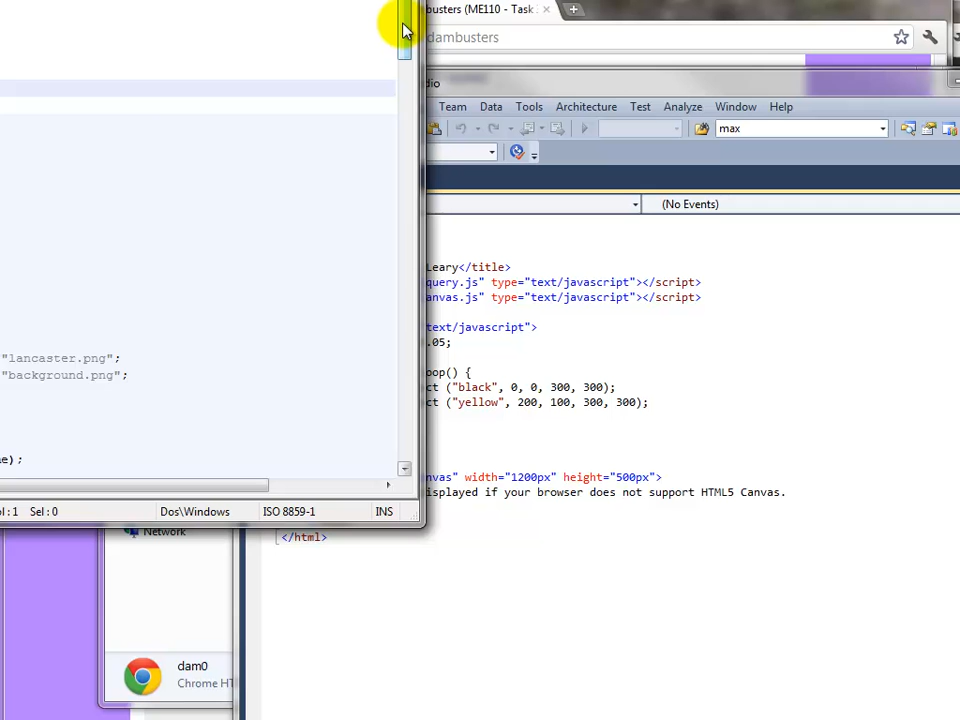 busters (ME110 - Task
dambusters
dio
Team Data Tools Architecture Test Analyze Window Help
max
(No Events)
Leary</title>
query.js" type="text/javascript"></script>
anvas.js" type="text/javascript"></script>
text/javascript">
.05;
oop() {
ct ("black", 0, 0, 300, 300);
ct ("yellow", 200, 100, 300, 300);
"lancaster.png";
"background.png";
e);
nvas" width="1200px" height="500px">
displayed if your browser does not support HTML5 Canvas.
ol : 1 Sel : 0 Dos\Windows ISO 8859-1 INS
Network
</html>
dam0
Chrome HT